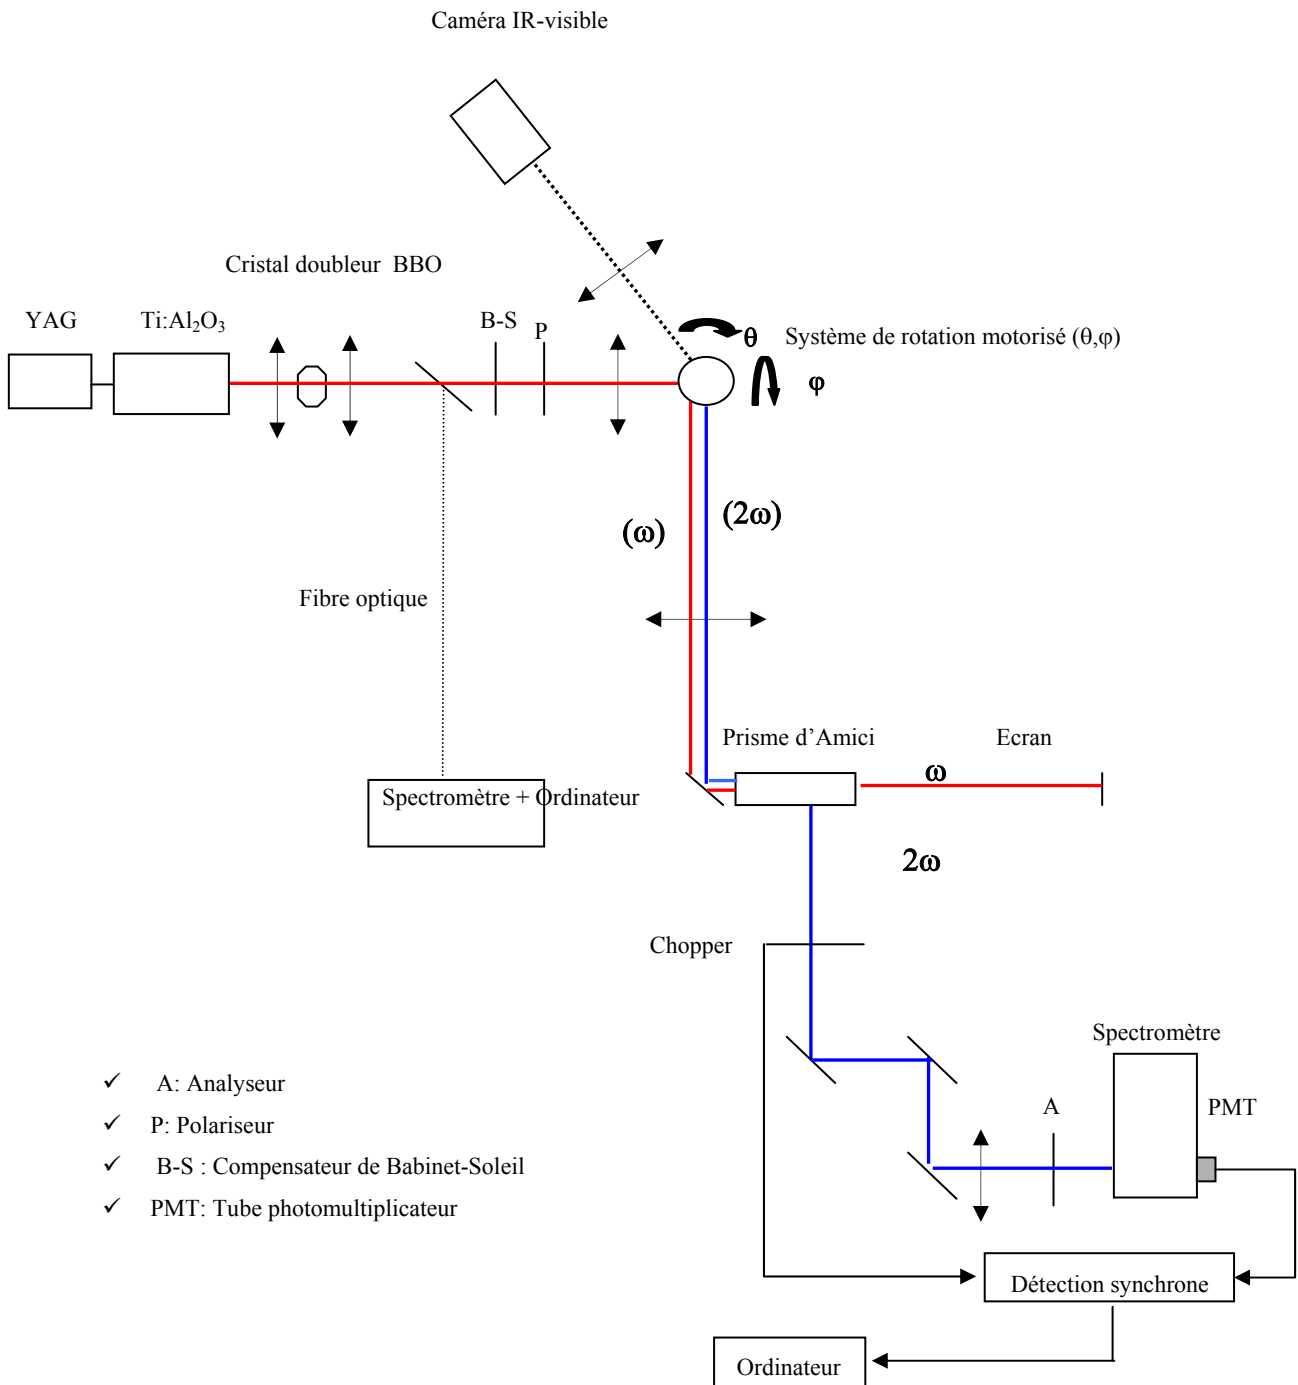 Caméra IR-visible
Cristal doubleur BBO
YAG
Ti:Al₂O₃
B-S
P
θ
Système de rotation motorisé (θ,φ)
φ
(ω)
(2ω)
Fibre optique
Prisme d’Amici
Ecran
ω
Spectromètre + Ordinateur
2ω
Chopper
Spectromètre
A
PMT
✓ A: Analyseur
✓ P: Polariseur
✓ B-S : Compensateur de Babinet-Soleil
✓ PMT: Tube photomultiplicateur
Détection synchrone
Ordinateur